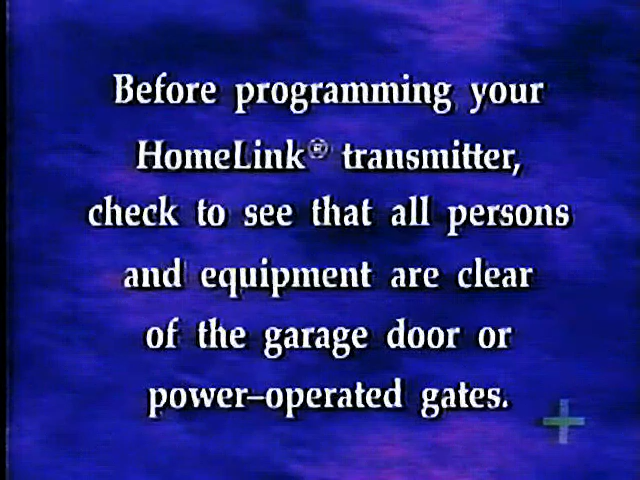 Before programming your
HomeLink® transmitter,
check to see that all persons
and equipment are clear
of the garage door or
power–operated gates.